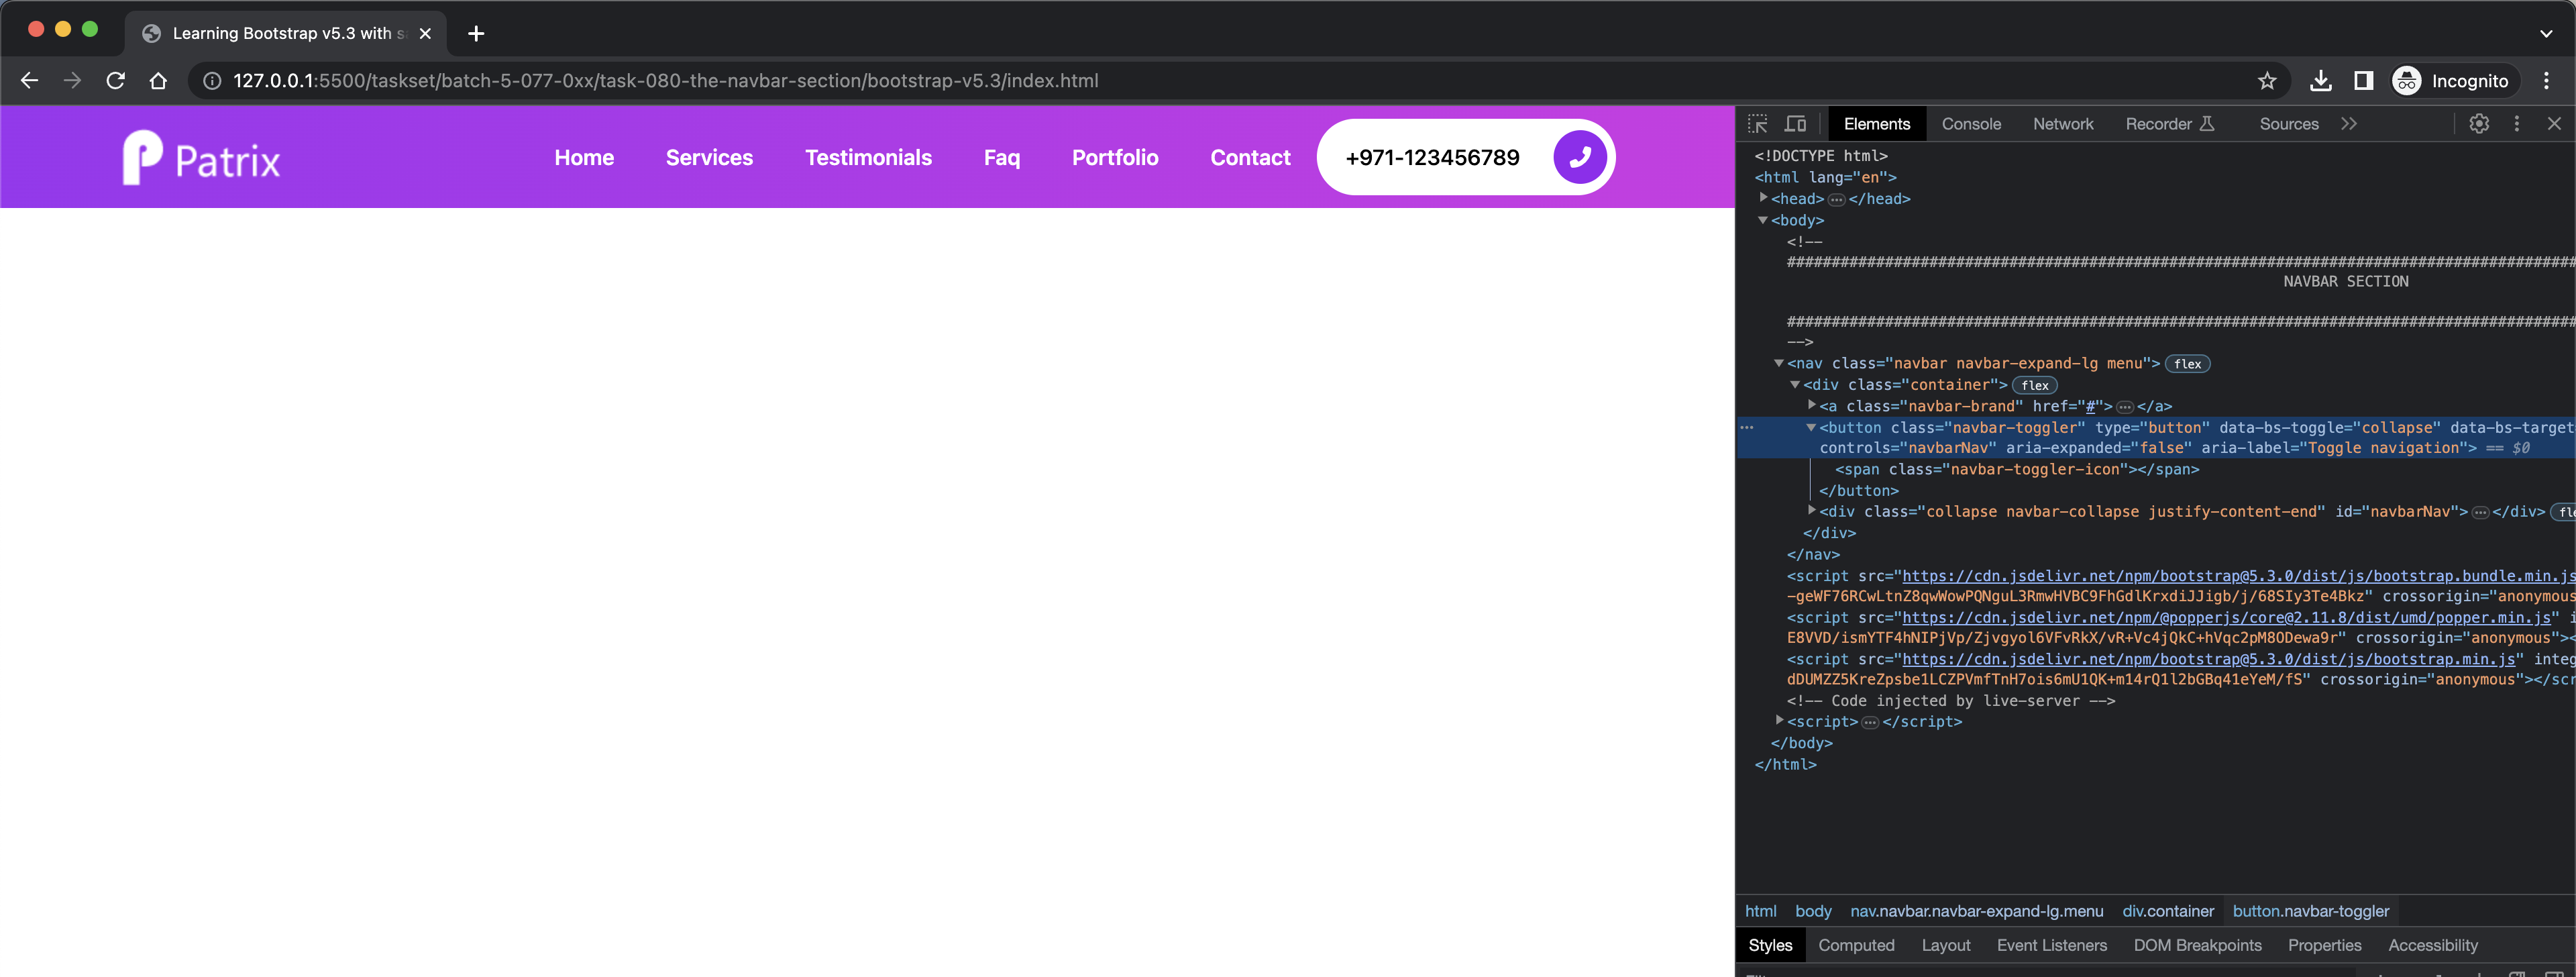 Learning Bootstrap v5.3 with s
127.0.0.1:5500/taskset/batch-5-077-0xx/task-080-the-navbar-section/bootstrap-v5.3/index.html
Incognito
Patrix Home Services Testimonials Faq Portfolio Contact +971-123456789
Elements Console Network Recorder Sources
<!DOCTYPE html>
<html lang="en">
<head> ··· </head>
<body>
<!--
####################################################################################################
NAVBAR SECTION
####################################################################################################
-->
<nav class="navbar navbar-expand-lg menu"> flex
<div class="container"> flex
<a class="navbar-brand" href="#"> ··· </a>
<button class="navbar-toggler" type="button" data-bs-toggle="collapse" data-bs-target
controls="navbarNav" aria-expanded="false" aria-label="Toggle navigation"> == $0
<span class="navbar-toggler-icon"></span>
</button>
<div class="collapse navbar-collapse justify-content-end" id="navbarNav"> ··· </div>
</div>
</nav>
<script src="https://cdn.jsdelivr.net/npm/bootstrap@5.3.0/dist/js/bootstrap.bundle.min.js
-geWF76RCwLtnZ8qwWowPQNguL3RmwHVBC9FhGdlKrxdiJJigb/j/68SIy3Te4Bkz" crossorigin="anonymous
<script src="https://cdn.jsdelivr.net/npm/@popperjs/core@2.11.8/dist/umd/popper.min.js" i
E8VVD/ismYTF4hNIPjVp/Zjvgyol6VFvRkX/vR+Vc4jQkC+hVqc2pM8ODewa9r" crossorigin="anonymous"><
<script src="https://cdn.jsdelivr.net/npm/bootstrap@5.3.0/dist/js/bootstrap.min.js" integ
dDUMZZ5KreZpsbe1LCZPVmfTnH7ois6mU1QK+m14rQ1l2bGBq41eYeM/fS" crossorigin="anonymous"></scr
<!-- Code injected by live-server -->
<script> ··· </script>
</body>
</html>
html body nav.navbar.navbar-expand-lg.menu div.container button.navbar-toggler
Styles Computed Layout Event Listeners DOM Breakpoints Properties Accessibility